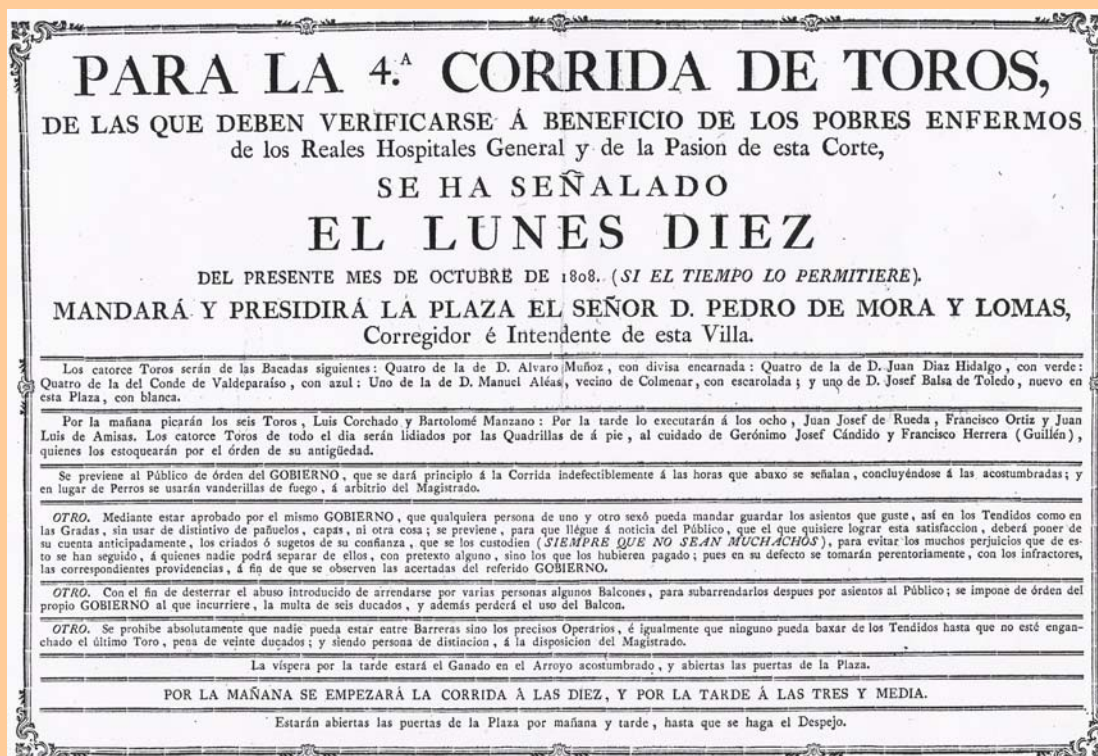 PARA LA 4.ª CORRIDA DE TOROS,
DE LAS QUE DEBEN VERIFICARSE Á BENEFICIO DE LOS POBRES ENFERMOS
de los Reales Hospitales General y de la Pasion de esta Corte,
SE HA SEÑALADO
EL LUNES DIEZ
DEL PRESENTE MES DE OCTUBRE DE 1808. (SI EL TIEMPO LO PERMITIERE).
MANDARÁ Y PRESIDIRÁ LA PLAZA EL SEÑOR D. PEDRO DE MORA Y LOMAS,
Corregidor é Intendente de esta Villa.
Los catorce Toros serán de las Bacadas siguientes: Quatro de la de D. Alvaro Muñoz, con divisa encarnada: Quatro de la de D. Juan Diaz Hidalgo, con verde:
Quatro de la del Conde de Valdeparaíso, con azul: Uno de la de D. Manuel Aléas, vecino de Colmenar, con escarolada; y uno de D. Josef Balsa de Toledo, nuevo en
esta Plaza, con blanca.
Por la mañana picarán los seis Toros, Luis Corchado y Bartolomé Manzano: Por la tarde lo executarán á los ocho, Juan Josef de Rueda, Francisco Ortiz y Juan
Luis de Amisas. Los catorce Toros de todo el dia serán lidiados por las Quadrillas de á pie, al cuidado de Gerónimo Josef Cándido y Francisco Herrera (Guillén),
quienes los estoquearán por el órden de su antigüedad.
Se previene al Público de órden del GOBIERNO, que se dará principio á la Corrida indefectiblemente á las horas que abaxo se señalan, concluyéndose á las acostumbradas; y
en lugar de Perros se usarán vanderillas de fuego, á arbitrio del Magistrado.
OTRO. Mediante estar aprobado por el mismo GOBIERNO, que qualquiera persona de uno y otro sexô pueda mandar guardar los asientos que guste, así en los Tendidos como en
las Gradas, sin usar de distintivo de pañuelos, capas, ni otra cosa; se previene, para que llégue á noticia del Público, que el que quisiere lograr esta satisfaccion, deberá poner de
su cuenta anticipadamente, los criados ó sugetos de su confianza, que se los custodien (SIEMPRE QUE NO SEAN MUCHACHOS), para evitar los muchos perjuicios que de es-
to se han seguido, á quienes nadie podrá separar de ellos, con pretexto alguno, sino los que los hubieren pagado; pues en su defecto se tomarán perentoriamente, con los infractores,
las correspondientes providencias, á fin de que se observen las acertadas del referido GOBIERNO.
OTRO. Con el fin de desterrar el abuso introducido de arrendarse por varias personas algunos Balcones, para subarrendarlos despues por asientos al Público; se impone de órden del
propio GOBIERNO al que incurriere, la multa de seis ducados, y además perderá el uso del Balcon.
OTRO. Se prohibe absolutamente que nadie pueda estar entre Barreras sino los precisos Operários, é igualmente que ninguno pueda baxar de los Tendidos hasta que no esté engan-
chado el último Toro, pena de veinte ducados; y siendo persona de distincion, á la disposicion del Magistrado.
La víspera por la tarde estará el Ganado en el Arroyo acostumbrado, y abiertas las puertas de la Plaza.
POR LA MAÑANA SE EMPEZARÁ LA CORRIDA Á LAS DIEZ, Y POR LA TARDE Á LAS TRES Y MEDIA.
Estarán abiertas las puertas de la Plaza por mañana y tarde, hasta que se haga el Despejo.